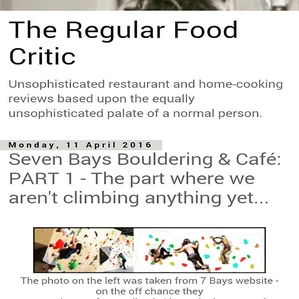 The Regular Food
Critic
Unsophisticated restaurant and home-cooking
reviews based upon the equally
unsophisticated palate of a normal person.
Monday, 11 April 2016
Seven Bays Bouldering & Café:
PART 1 - The part where we
aren't climbing anything yet...
The photo on the left was taken from 7 Bays website -
on the off chance they